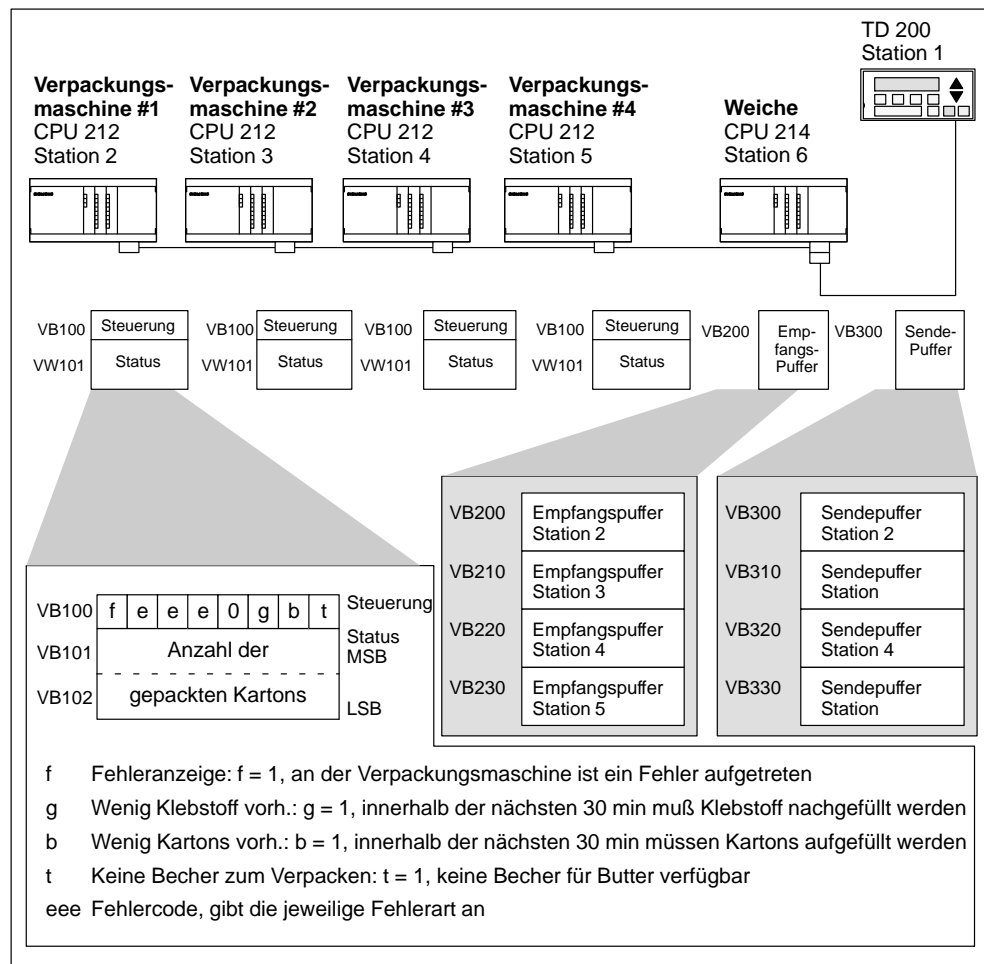 TD 200
Station 1
Verpackungs-
maschine #1
CPU 212
Station 2
Verpackungs-
maschine #2
CPU 212
Station 3
Verpackungs-
maschine #3
CPU 212
Station 4
Verpackungs-
maschine #4
CPU 212
Station 5
Weiche
CPU 214
Station 6
VB100 Steuerung
VW101 Status
VB100 Steuerung
VW101 Status
VB100 Steuerung
VW101 Status
VB100 Steuerung
VW101 Status
VB200 Emp-
fangs-
Puffer
VB300 Sende-
Puffer
VB200 Empfangspuffer
Station 2
VB210 Empfangspuffer
Station 3
VB220 Empfangspuffer
Station 4
VB230 Empfangspuffer
Station 5
VB300 Sendepuffer
Station 2
VB310 Sendepuffer
Station
VB320 Sendepuffer
Station 4
VB330 Sendepuffer
Station
VB100 f e e e 0 g b t Steuerung
VB101 Anzahl der Status
MSB
VB102 gepackten Kartons LSB
f Fehleranzeige: f = 1, an der Verpackungsmaschine ist ein Fehler aufgetreten
g Wenig Klebstoff vorh.: g = 1, innerhalb der nächsten 30 min muß Klebstoff nachgefüllt werden
b Wenig Kartons vorh.: b = 1, innerhalb der nächsten 30 min müssen Kartons aufgefüllt werden
t Keine Becher zum Verpacken: t = 1, keine Becher für Butter verfügbar
eee Fehlercode, gibt die jeweilige Fehlerart an